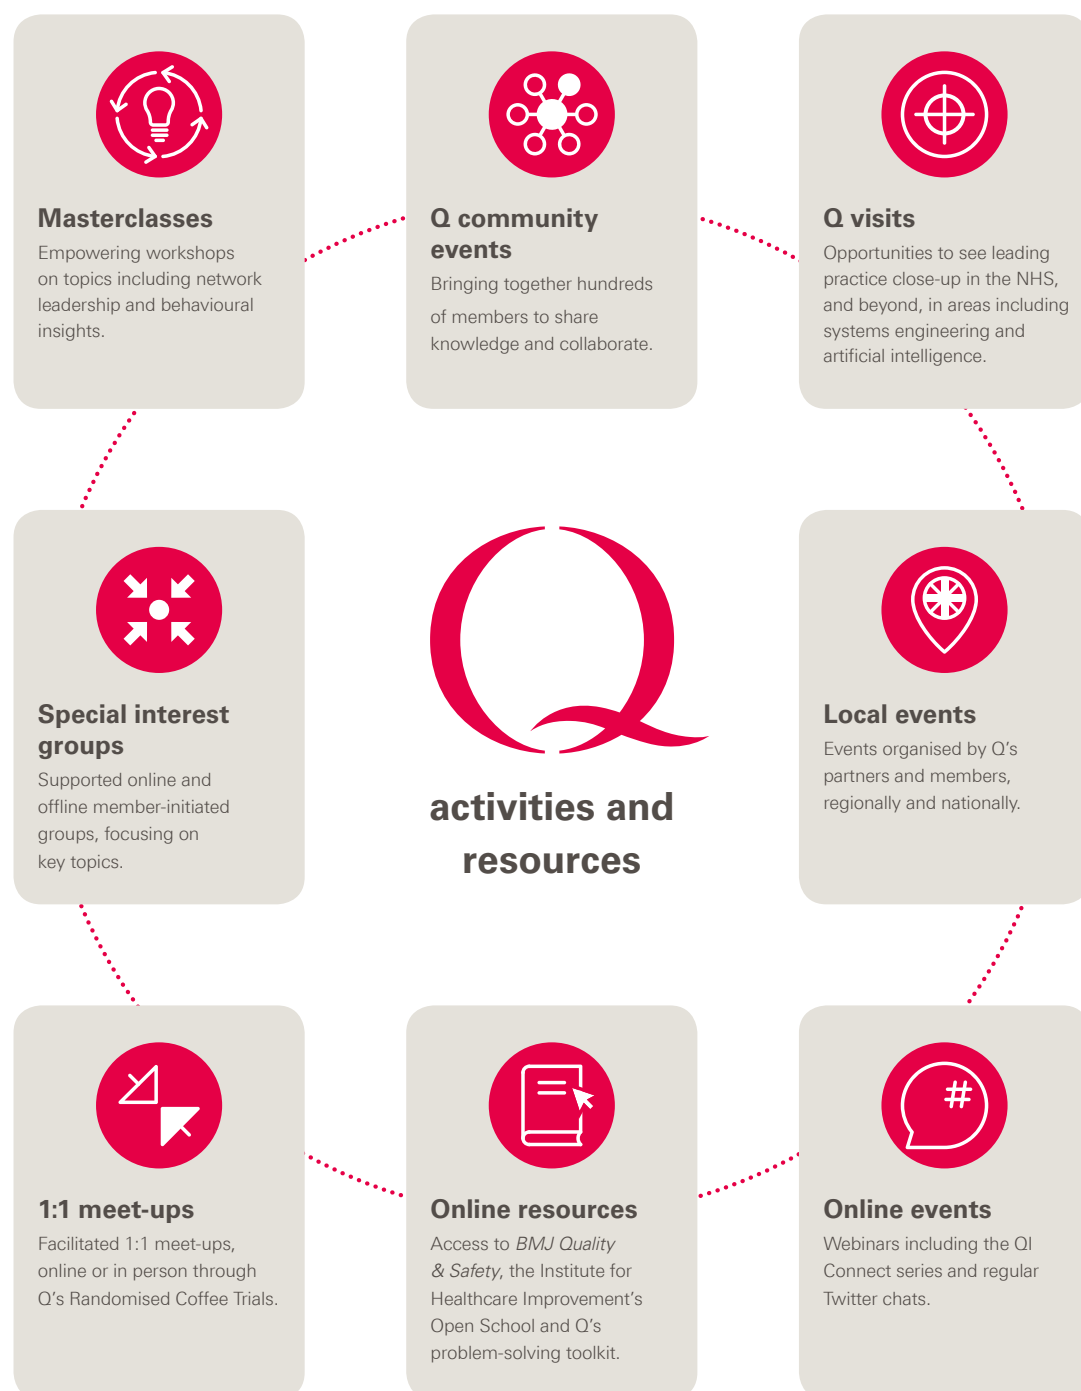 Masterclasses
Empowering workshops
on topics including network
leadership and behavioural
insights.
Q community
events
Bringing together hundreds
of members to share
knowledge and collaborate.
Q visits
Opportunities to see leading
practice close-up in the NHS,
and beyond, in areas including
systems engineering and
artificial intelligence.
Special interest
groups
Supported online and
offline member-initiated
groups, focusing on
key topics.
Q
activities and
resources
Local events
Events organised by Q's
partners and members,
regionally and nationally.
1:1 meet-ups
Facilitated 1:1 meet-ups,
online or in person through
Q's Randomised Coffee Trials.
Online resources
Access to BMJ Quality
& Safety, the Institute for
Healthcare Improvement's
Open School and Q's
problem-solving toolkit.
#
Online events
Webinars including the QI
Connect series and regular
Twitter chats.